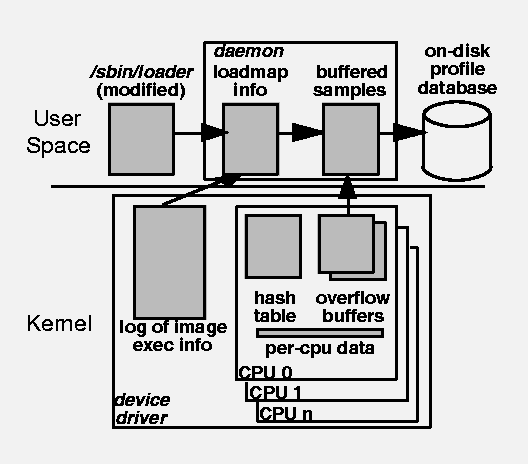 daemon
on-disk
profile
database
/sbin/loader
(modified)
loadmap
info
buffered
samples
User
Space
Kernel
log of image
exec info
hash
table
overflow
buffers
per-cpu data
CPU 0
CPU 1
CPU n
device
driver